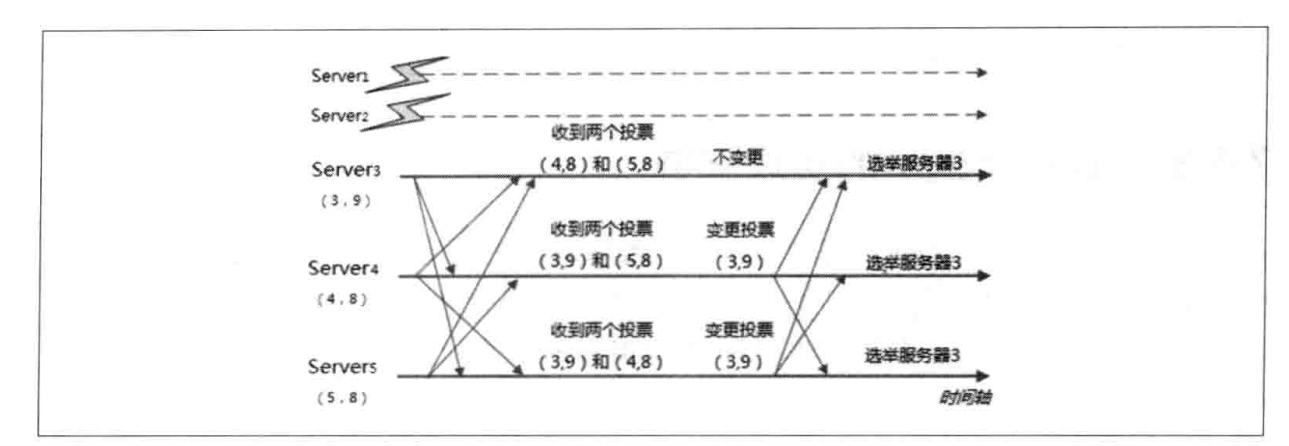 Server1
Server2
收到两个投票
(4,8)和(5,8)
不变更
选举服务器3
Server3
(3,9)
收到两个投票
(3,9)和(5,8)
变更投票
(3,9)
选举服务器3
Server4
(4,8)
收到两个投票
(3,9)和(4,8)
变更投票
(3,9)
选举服务器3
Server5
(5,8)
时间轴